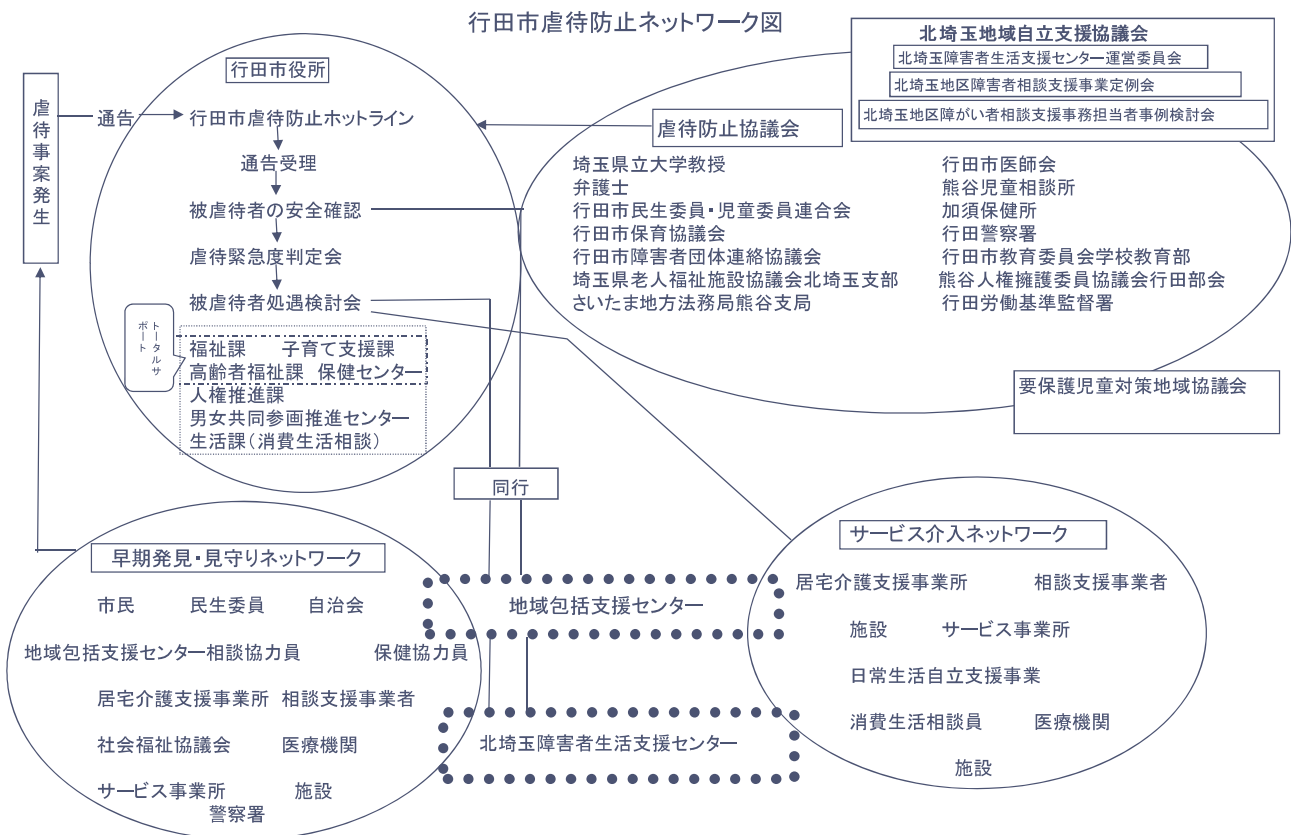 行田市虐待防止ネットワーク図
北埼玉地域自立支援協議会
北埼玉障害者生活支援センター運営委員会
北埼玉地区障害者相談支援事業定例会
北埼玉地区障がい者相談支援事務担当者事例検討会
行田市役所
虐待事案発生
通告
行田市虐待防止ホットライン
通告受理
被虐待者の安全確認
虐待緊急度判定会
被虐待者処遇検討会
トータルサポート
福祉課 子育て支援課
高齢者福祉課 保健センター
人権推進課
男女共同参画推進センター
生活課(消費生活相談)
虐待防止協議会
埼玉県立大学教授
弁護士
行田市民生委員・児童委員連合会
行田市保育協議会
行田市障害者団体連絡協議会
埼玉県老人福祉施設協議会北埼玉支部
さいたま地方法務局熊谷支局
行田市医師会
熊谷児童相談所
加須保健所
行田警察署
行田市教育委員会学校教育部
熊谷人権擁護委員協議会行田部会
行田労働基準監督署
要保護児童対策地域協議会
同行
早期発見・見守りネットワーク
市民 民生委員 自治会
地域包括支援センター相談協力員 保健協力員
居宅介護支援事業所 相談支援事業者
社会福祉協議会 医療機関
サービス事業所 施設
警察署
地域包括支援センター
北埼玉障害者生活支援センター
サービス介入ネットワーク
居宅介護支援事業所 相談支援事業者
施設 サービス事業所
日常生活自立支援事業
消費生活相談員 医療機関
施設